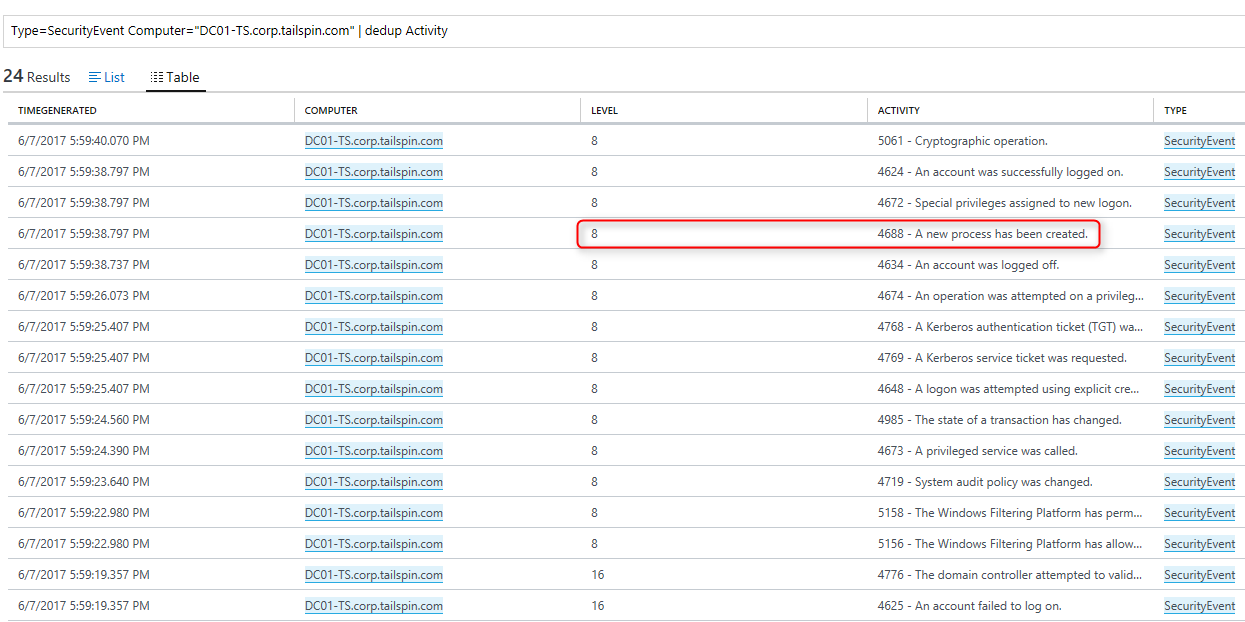 Type=SecurityEvent Computer="DC01-TS.corp.tailspin.com" | dedup Activity
24 Results List Table
TIMEGENERATED COMPUTER LEVEL ACTIVITY TYPE
6/7/2017 5:59:40.070 PM DC01-TS.corp.tailspin.com 8 5061 - Cryptographic operation. SecurityEvent
6/7/2017 5:59:38.797 PM DC01-TS.corp.tailspin.com 8 4624 - An account was successfully logged on. SecurityEvent
6/7/2017 5:59:38.797 PM DC01-TS.corp.tailspin.com 8 4672 - Special privileges assigned to new logon. SecurityEvent
6/7/2017 5:59:38.797 PM DC01-TS.corp.tailspin.com 8 4688 - A new process has been created. SecurityEvent
6/7/2017 5:59:38.737 PM DC01-TS.corp.tailspin.com 8 4634 - An account was logged off. SecurityEvent
6/7/2017 5:59:26.073 PM DC01-TS.corp.tailspin.com 8 4674 - An operation was attempted on a privileg... SecurityEvent
6/7/2017 5:59:25.407 PM DC01-TS.corp.tailspin.com 8 4768 - A Kerberos authentication ticket (TGT) wa... SecurityEvent
6/7/2017 5:59:25.407 PM DC01-TS.corp.tailspin.com 8 4769 - A Kerberos service ticket was requested. SecurityEvent
6/7/2017 5:59:25.407 PM DC01-TS.corp.tailspin.com 8 4648 - A logon was attempted using explicit cre... SecurityEvent
6/7/2017 5:59:24.560 PM DC01-TS.corp.tailspin.com 8 4985 - The state of a transaction has changed. SecurityEvent
6/7/2017 5:59:24.390 PM DC01-TS.corp.tailspin.com 8 4673 - A privileged service was called. SecurityEvent
6/7/2017 5:59:23.640 PM DC01-TS.corp.tailspin.com 8 4719 - System audit policy was changed. SecurityEvent
6/7/2017 5:59:22.980 PM DC01-TS.corp.tailspin.com 8 5158 - The Windows Filtering Platform has perm... SecurityEvent
6/7/2017 5:59:22.980 PM DC01-TS.corp.tailspin.com 8 5156 - The Windows Filtering Platform has allow... SecurityEvent
6/7/2017 5:59:19.357 PM DC01-TS.corp.tailspin.com 16 4776 - The domain controller attempted to valid... SecurityEvent
6/7/2017 5:59:19.357 PM DC01-TS.corp.tailspin.com 16 4625 - An account failed to log on. SecurityEvent